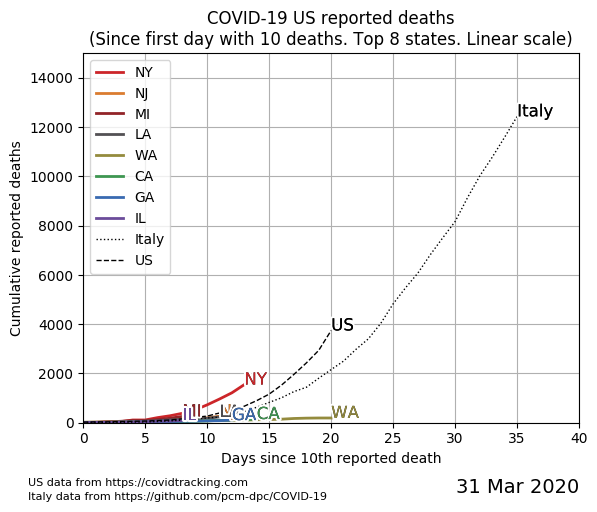 COVID-19 US reported deaths
(Since first day with 10 deaths. Top 8 states. Linear scale)
Cumulative reported deaths
14000
12000
10000
8000
6000
4000
2000
0
NY
NJ
MI
LA
WA
CA
GA
IL
Italy
US
Italy
US
NY
IL
MI
GA
CA
WA
0 5 10 15 20 25 30 35 40
Days since 10th reported death
US data from https://covidtracking.com
Italy data from https://github.com/pcm-dpc/COVID-19
31 Mar 2020